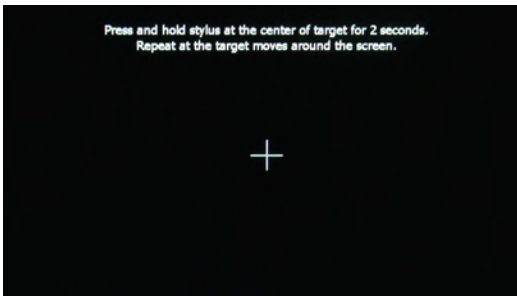 Press and hold stylus at the center of target for 2 seconds.
Repeat at the target moves around the screen.